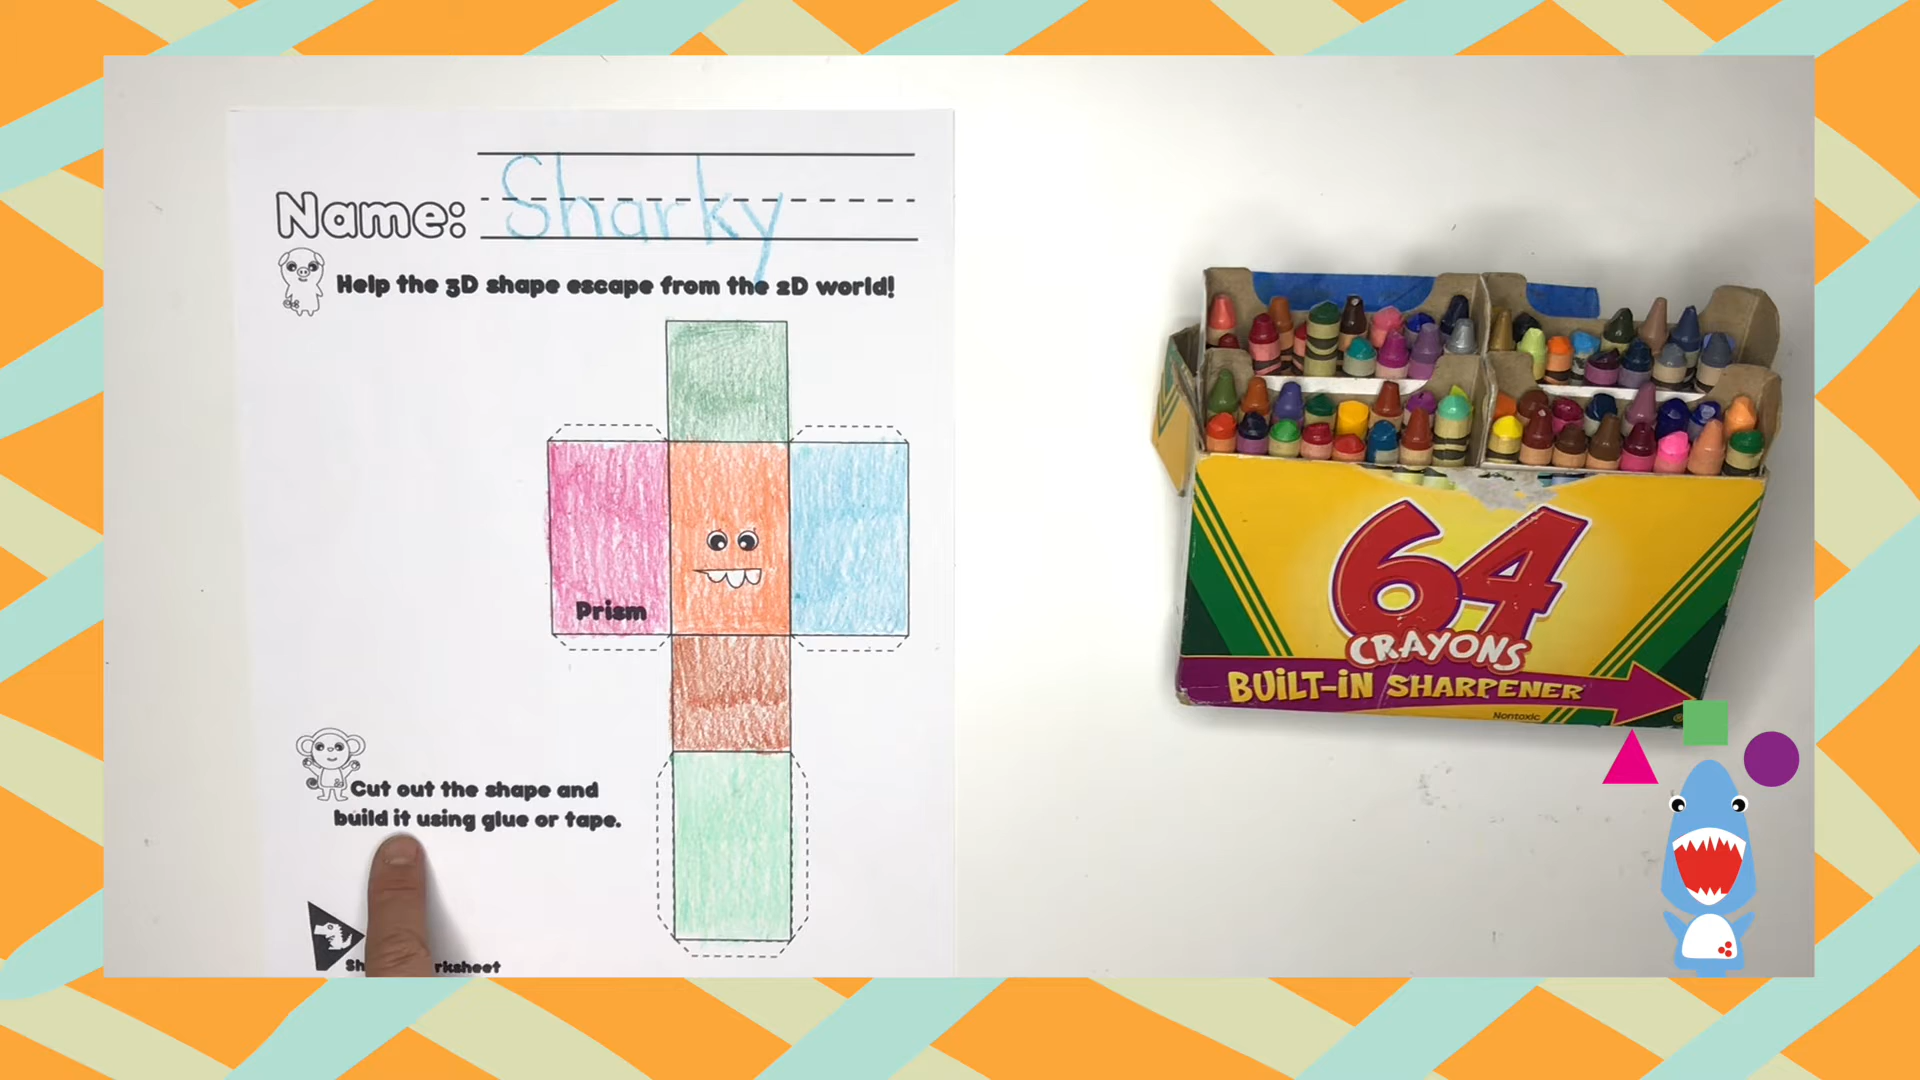 Name: Sharky
Help the 3D shape escape from the 2D world!
Prism
Cut out the shape and
build it using glue or tape.
64
CRAYONS
BUILT-IN SHARPENER
Nontoxic